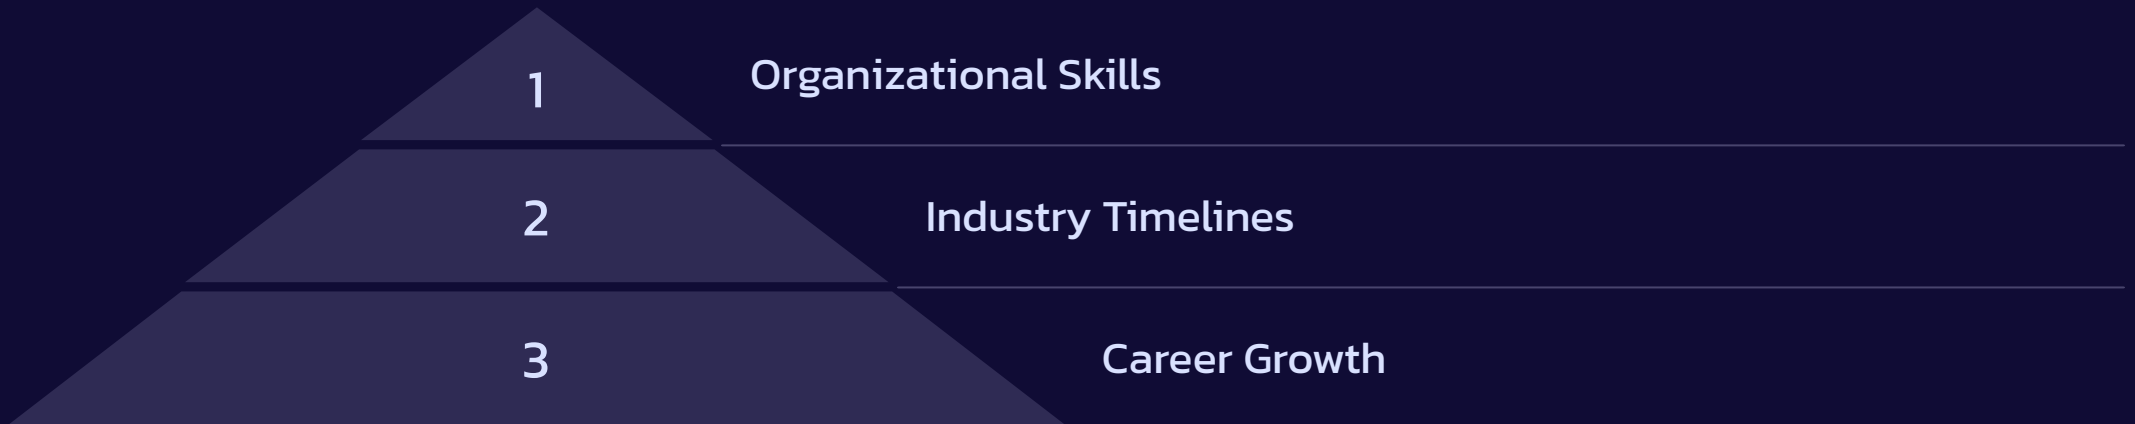 1
Organizational Skills
2
Industry Timelines
3
Career Growth